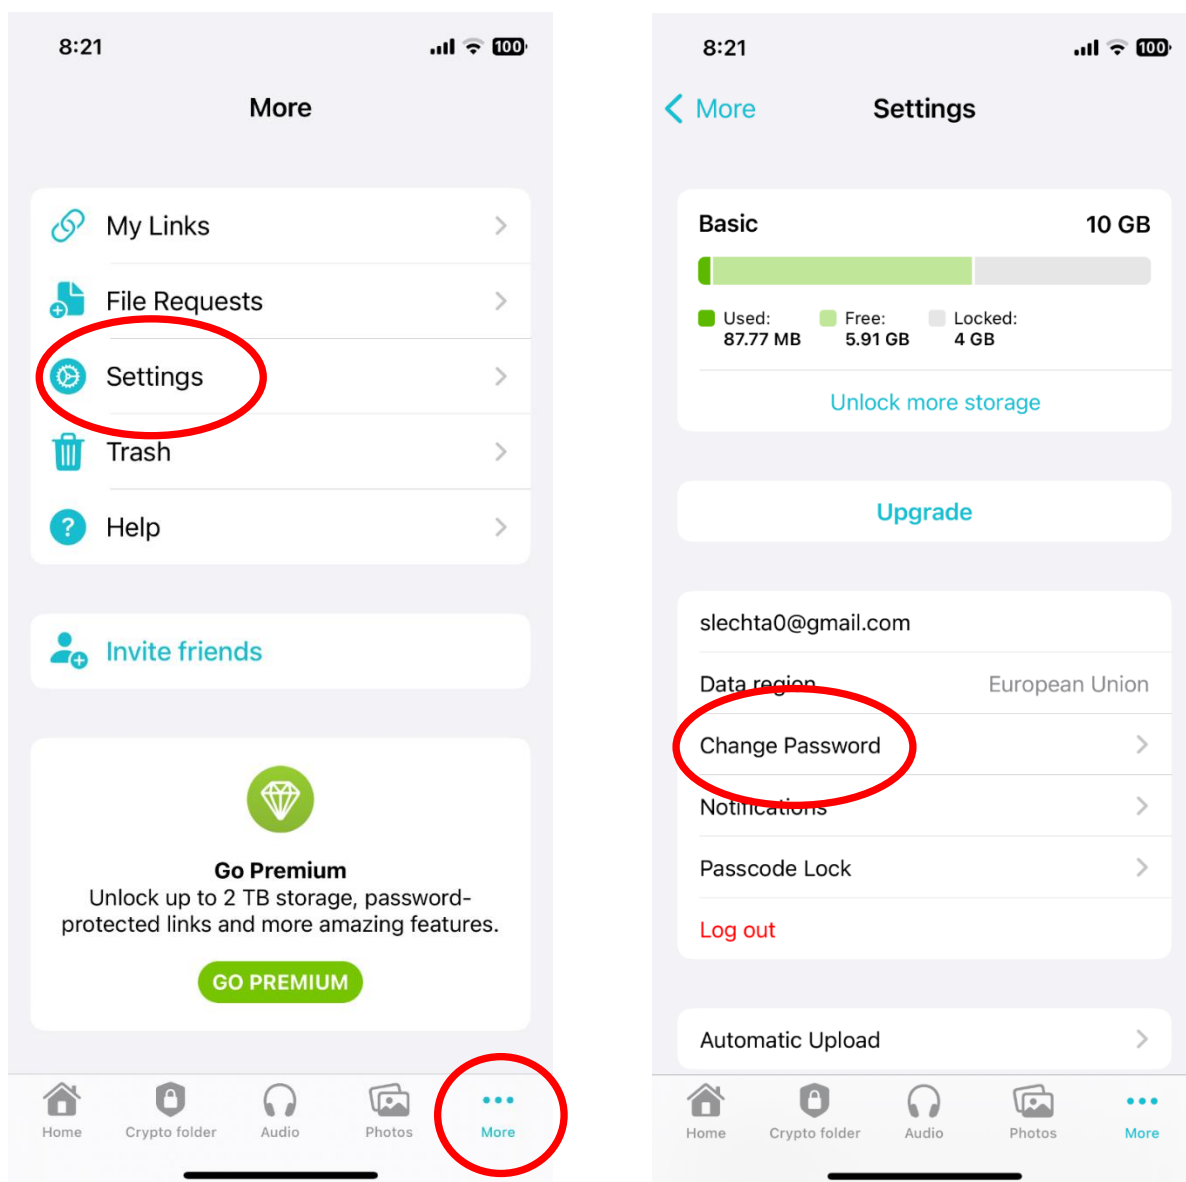 8:21
100
More
My Links
File Requests
Settings
Trash
Help
Invite friends
Go Premium
Unlock up to 2 TB storage, password-
protected links and more amazing features.
GO PREMIUM
Home Crypto folder Audio Photos More
8:21
100
More Settings
Basic 10 GB
Used: Free: Locked:
87.77 MB 5.91 GB 4 GB
Unlock more storage
Upgrade
slechta0@gmail.com
Data region European Union
Change Password
Notifications
Passcode Lock
Log out
Automatic Upload
Home Crypto folder Audio Photos More